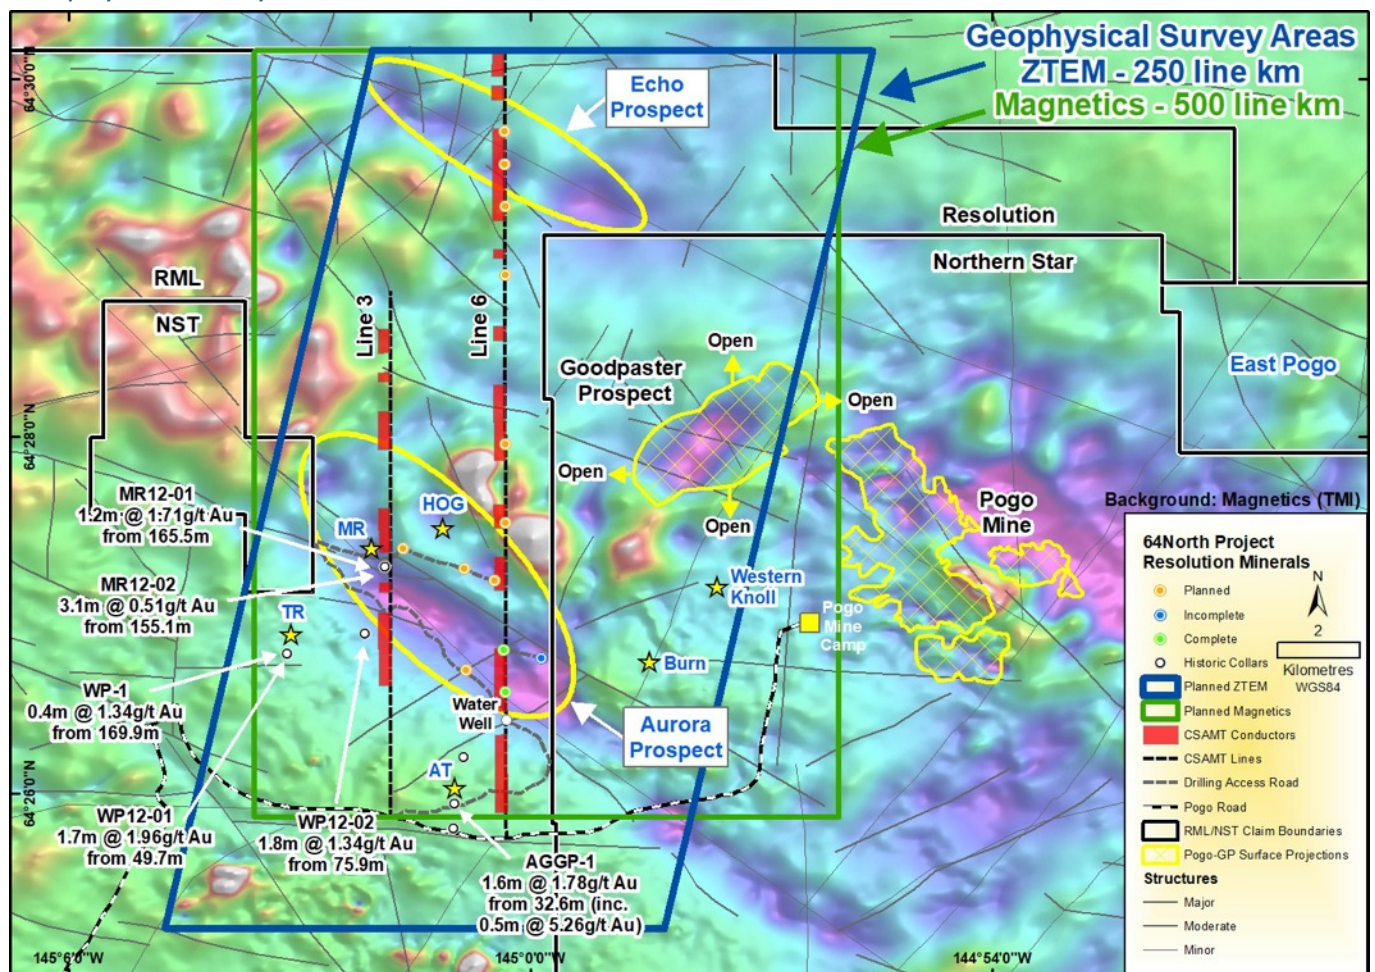 Geophysical Survey Areas
ZTEM - 250 line km
Magnetics - 500 line km
64°30'0"N
Echo
Prospect
Resolution
Northern Star
RML
NST
Line 3
Line 6
Goodpaster
Prospect
Open
Open
Open
Open
East Pogo
64°28'0"N
Pogo
Mine
Background: Magnetics (TMI)
MR12-01
1.2m @ 1.71g/t Au
from 165.5m
HOG
MR
MR12-02
3.1m @ 0.51g/t Au
from 155.1m
TR
Western
Knoll
Pogo
Mine
Camp
Burn
WP-1
0.4m @ 1.34g/t Au
from 169.9m
Water
Well
Aurora
Prospect
AT
64°26'0"N
WP12-01
1.7m @ 1.96g/t Au
from 49.7m
WP12-02
1.8m @ 1.34g/t Au
from 75.9m
AGGP-1
1.6m @ 1.78g/t Au
from 32.6m (inc.
0.5m @ 5.26g/t Au)
64North Project
Resolution Minerals
N
2
Kilometres
WGS84
Planned
Incomplete
Complete
Historic Collars
Planned ZTEM
Planned Magnetics
CSAMT Conductors
CSAMT Lines
Drilling Access Road
Pogo Road
RML/NST Claim Boundaries
Pogo-GP Surface Projections
Structures
Major
Moderate
Minor
145°6'0"W
145°0'0"W
144°54'0"W